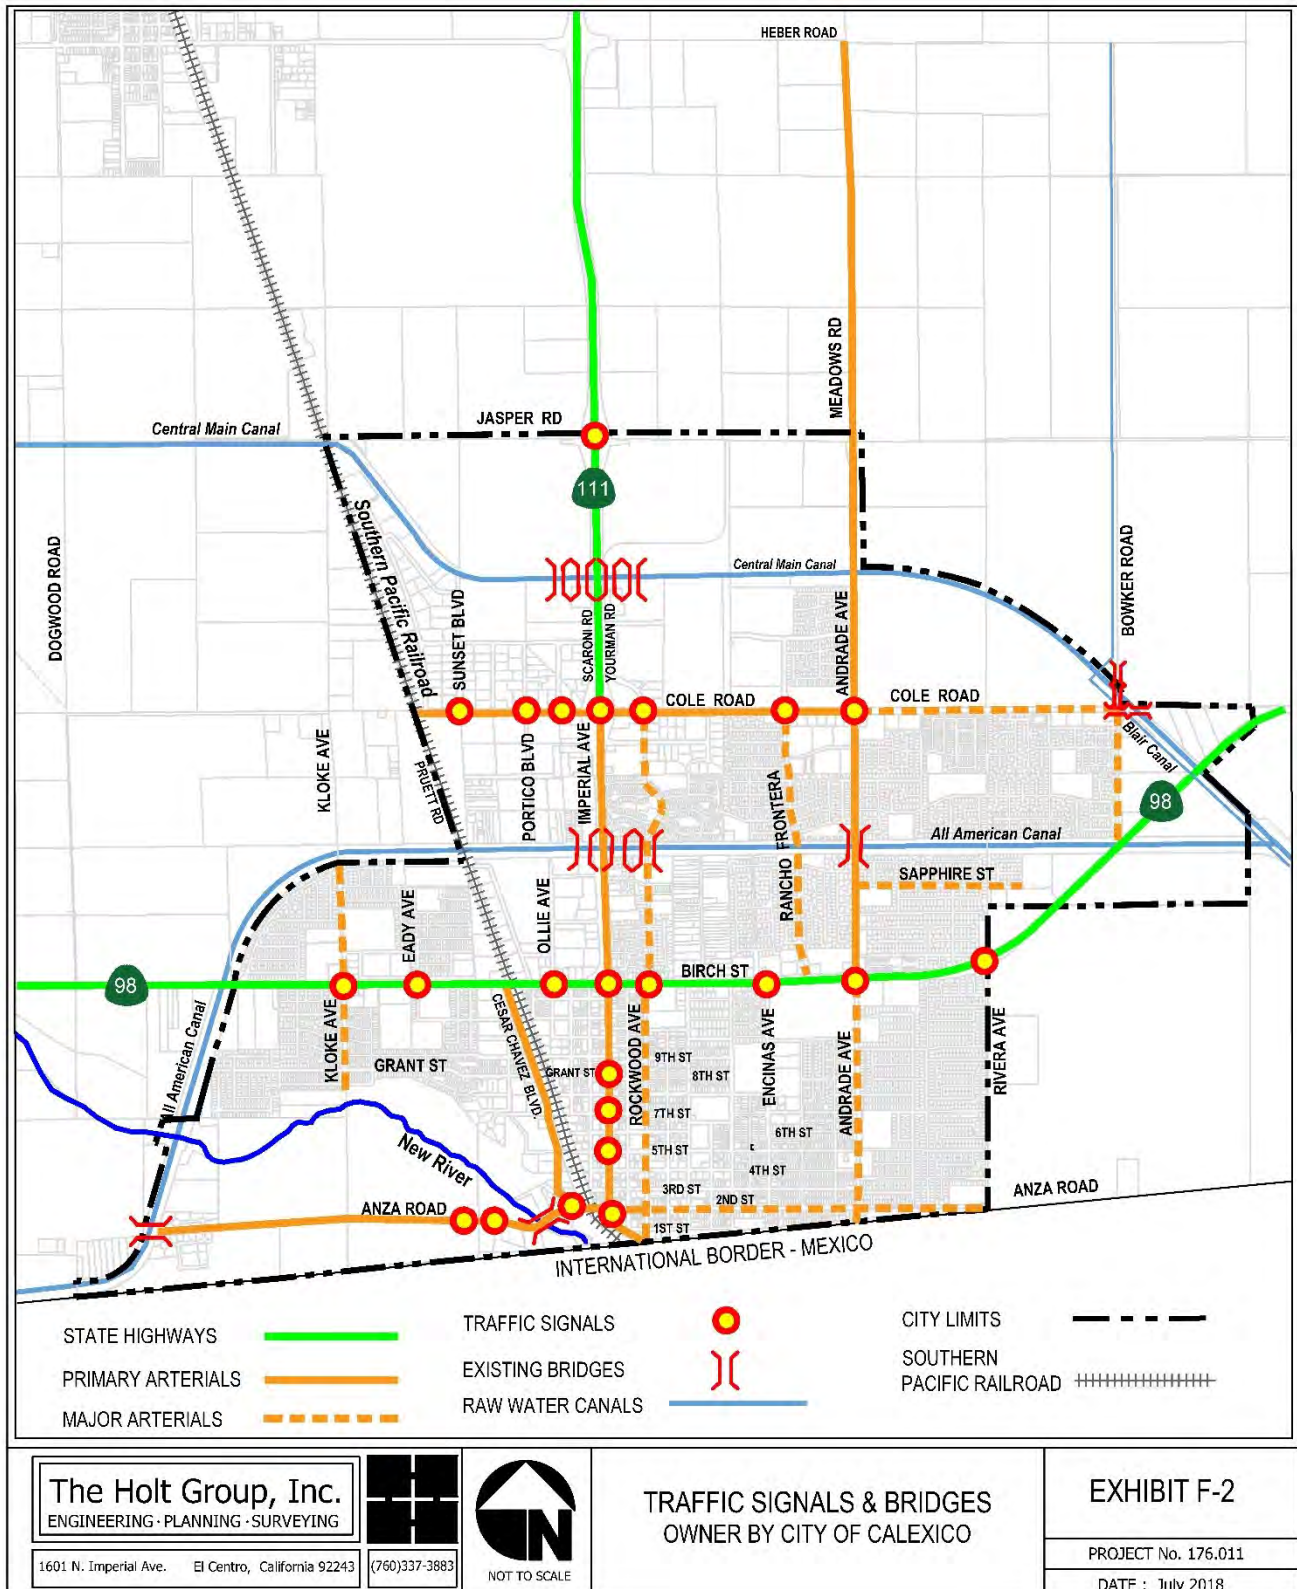 HEBER ROAD
MEADOWS RD
JASPER RD
Central Main Canal
111
Southern Pacific Railroad
DOGWOOD ROAD
Central Main Canal
BOWKER ROAD
SUNSET BLVD
SCARONI RD
YOURMAN RD
ANDRADE AVE
COLE ROAD
COLE ROAD
Blair Canal
KLOKE AVE
PRUETT RD
PORTICO BLVD
IMPERIAL AVE
RANCHO FRONTERA
98
All American Canal
SAPPHIRE ST
EADY AVE
OLLIE AVE
BIRCH ST
98
All American Canal
KLOKE AVE
CESAR CHAVEZ BLVD.
ROCKWOOD AVE
ENCINAS AVE
ANDRADE AVE
RIVERA AVE
GRANT ST
GRANT ST
9TH ST
8TH ST
7TH ST
6TH ST
5TH ST
E
4TH ST
3RD ST
2ND ST
1ST ST
New River
ANZA ROAD
ANZA ROAD
INTERNATIONAL BORDER - MEXICO
STATE HIGHWAYS
PRIMARY ARTERIALS
MAJOR ARTERIALS
TRAFFIC SIGNALS
EXISTING BRIDGES
RAW WATER CANALS
CITY LIMITS
SOUTHERN
PACIFIC RAILROAD
The Holt Group, Inc.
ENGINEERING · PLANNING · SURVEYING
1601 N. Imperial Ave. El Centro, California 92243
(760)337-3883
N
NOT TO SCALE
TRAFFIC SIGNALS & BRIDGES
OWNER BY CITY OF CALEXICO
EXHIBIT F-2
PROJECT No. 176.011
DATE : July 2018